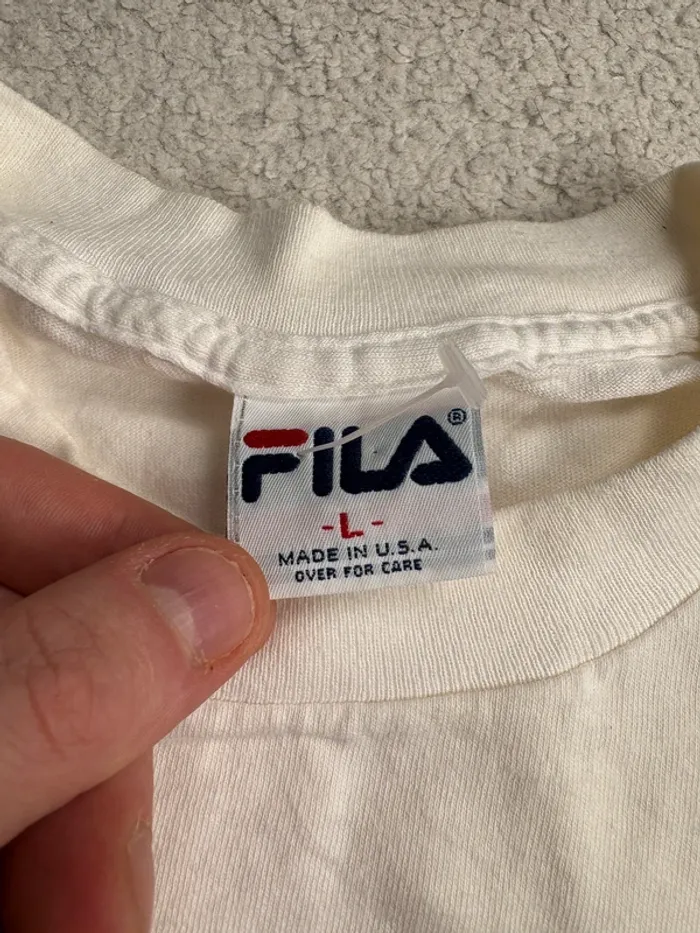 FILA®
-L-
MADE IN U.S.A.
OVER FOR CARE